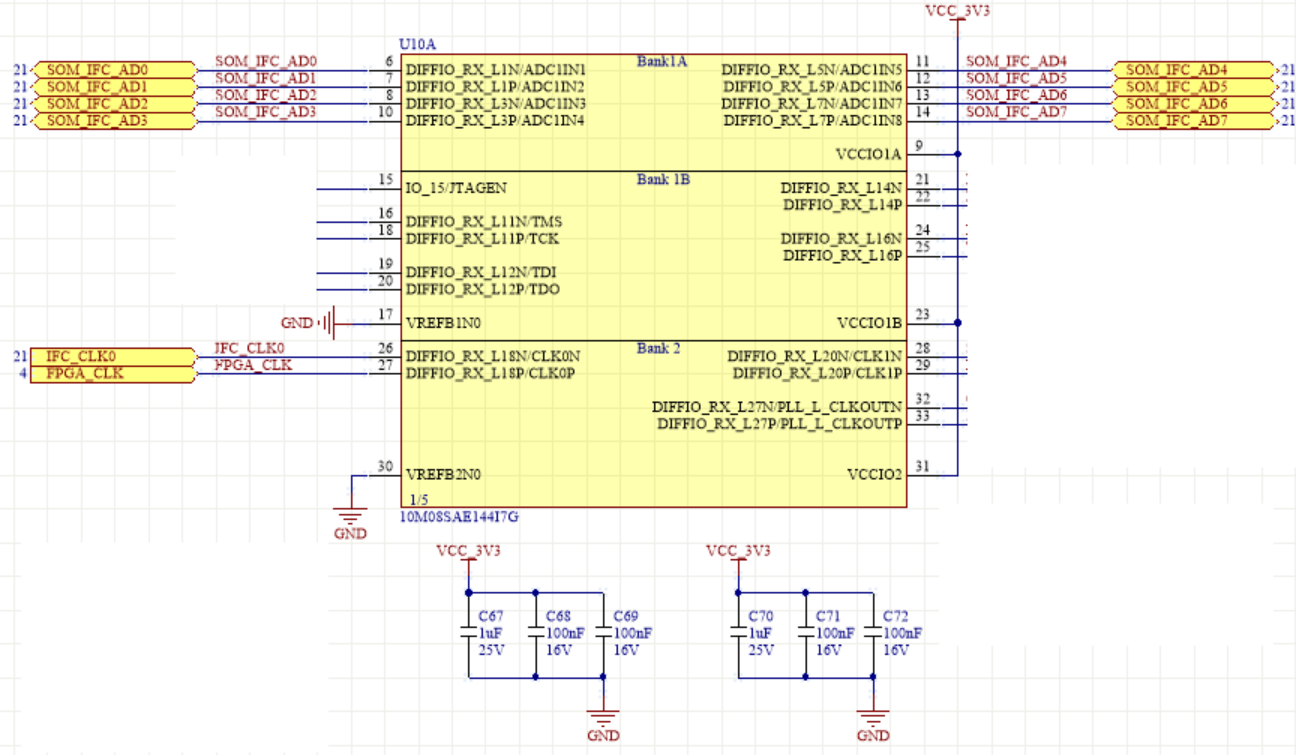 VCC_3V3
U10A
Bank1A
21 SOM_IFC_AD0 SOM_IFC_AD0 6 DIFFIO_RX_L1N/ADC1IN1 DIFFIO_RX_L5N/ADC1IN5 11 SOM_IFC_AD4 SOM_IFC_AD4 21
21 SOM_IFC_AD1 SOM_IFC_AD1 7 DIFFIO_RX_L1P/ADC1IN2 DIFFIO_RX_L5P/ADC1IN6 12 SOM_IFC_AD5 SOM_IFC_AD5 21
21 SOM_IFC_AD2 SOM_IFC_AD2 8 DIFFIO_RX_L3N/ADC1IN3 DIFFIO_RX_L7N/ADC1IN7 13 SOM_IFC_AD6 SOM_IFC_AD6 21
21 SOM_IFC_AD3 SOM_IFC_AD3 10 DIFFIO_RX_L3P/ADC1IN4 DIFFIO_RX_L7P/ADC1IN8 14 SOM_IFC_AD7 SOM_IFC_AD7 21
VCCIO1A 9
Bank 1B
15 IO_15/JTAGEN DIFFIO_RX_L14N 21
DIFFIO_RX_L14P 22
16 DIFFIO_RX_L11N/TMS
18 DIFFIO_RX_L11P/TCK DIFFIO_RX_L16N 24
DIFFIO_RX_L16P 25
19 DIFFIO_RX_L12N/TDI
20 DIFFIO_RX_L12P/TDO
GND 17 VREFB1N0 VCCIO1B 23
Bank 2
21 IFC_CLK0 IFC_CLK0 26 DIFFIO_RX_L18N/CLK0N DIFFIO_RX_L20N/CLK1N 28
4 FPGA_CLK FPGA_CLK 27 DIFFIO_RX_L18P/CLK0P DIFFIO_RX_L20P/CLK1P 29
DIFFIO_RX_L27N/PLL_L_CLKOUTN 32
DIFFIO_RX_L27P/PLL_L_CLKOUTP 33
30 VREFB2N0 VCCIO2 31
1/5
10M08SAE144I7G
GND
VCC_3V3 VCC_3V3
C67 C68 C69 C70 C71 C72
1uF 100nF 100nF 1uF 100nF 100nF
25V 16V 16V 25V 16V 16V
GND GND